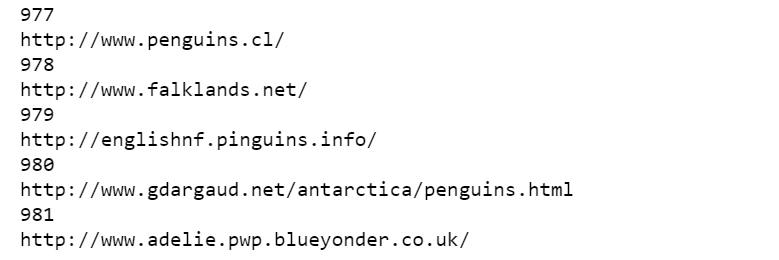 977
http://www.penguins.cl/
978
http://www.falklands.net/
979
http://englishnf.pinguins.info/
980
http://www.gdargaud.net/antarctica/penguins.html
981
http://www.adelie.pwp.blueyonder.co.uk/